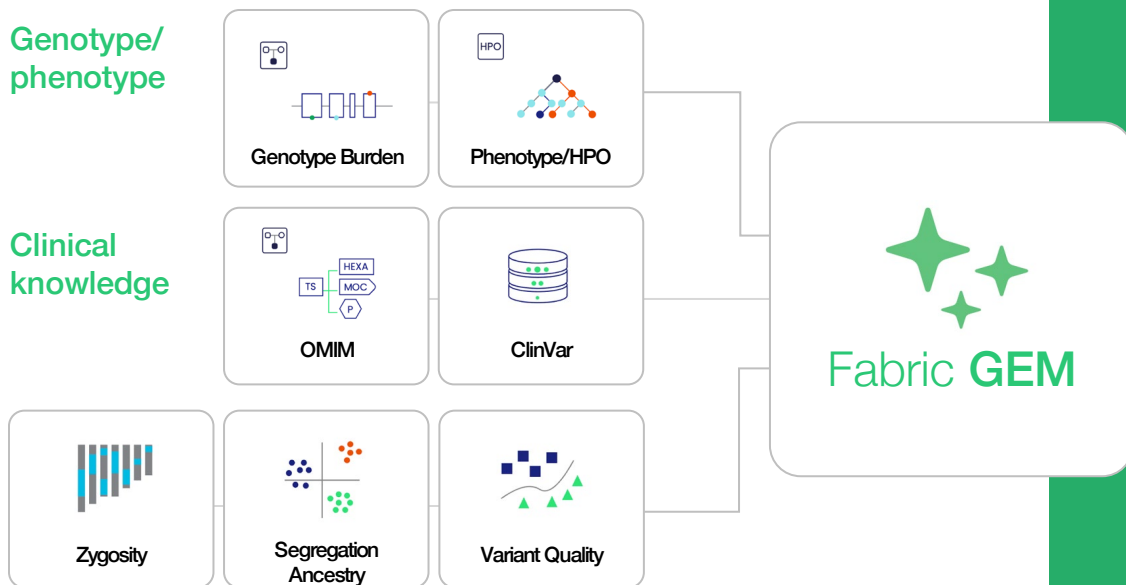 Genotype/
phenotype
HPO
Genotype Burden
Phenotype/HPO
Clinical
knowledge
TS
HEXA
MOC
P
OMIM
ClinVar
Fabric GEM
Zygosity
Segregation
Ancestry
Variant Quality